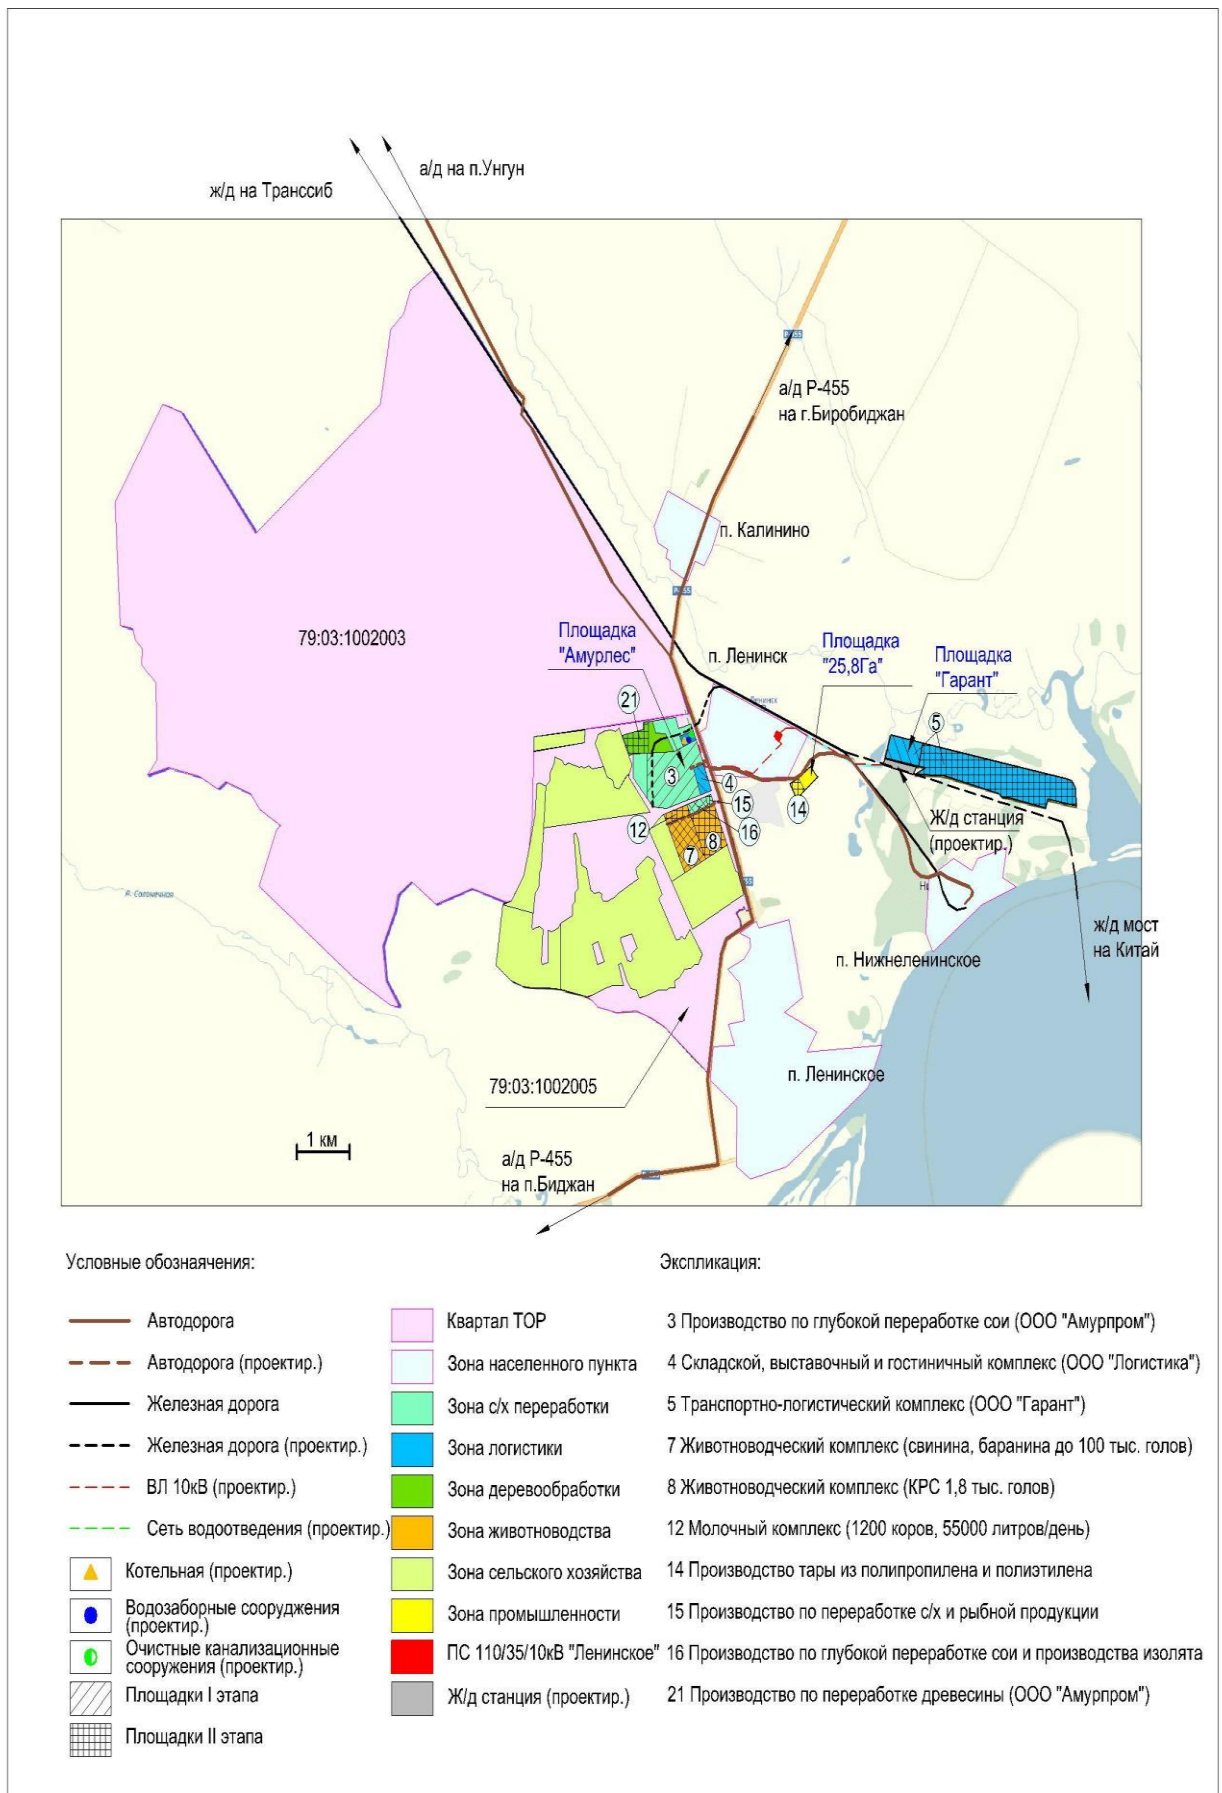 ж/д на Транссиб
а/д на п.Унгун
Р-455
а/д Р-455
на г.Биробиджан
п. Калинино
79:03:1002003
Площадка
"Амурлес"
п. Ленинск
Площадка
"25,8Га"
Площадка
"Гарант"
Ленинск
21
5
3
4
14
15
12
16
7
8
Ж/д станция
(проектир.)
р. Солонечная
Ни
ж/д мост
на Китай
п. Нижнеленинское
79:03:1002005
п. Ленинское
1 км
а/д Р-455
на п.Биджан
Условные обознаячения:
Автодорога
Автодорога (проектир.)
Железная дорога
Железная дорога (проектир.)
ВЛ 10кВ (проектир.)
Сеть водоотведения (проектир.)
Котельная (проектир.)
Водозаборные сооруджения
(проектир.)
Очистные канализационные
сооружения (проектир.)
Площадки I этапа
Площадки II этапа
Квартал ТОР
Зона населенного пункта
Зона с/х переработки
Зона логистики
Зона деревообработки
Зона животноводства
Зона сельского хозяйства
Зона промышленности
ПС 110/35/10кВ "Ленинское"
Ж/д станция (проектир.)
Экспликация:
3 Производство по глубокой переработке сои (ООО "Амурпром")
4 Складской, выставочный и гостиничный комплекс (ООО "Логистика")
5 Транспортно-логистический комплекс (ООО "Гарант")
7 Животноводческий комплекс (свинина, баранина до 100 тыс. голов)
8 Животноводческий комплекс (КРС 1,8 тыс. голов)
12 Молочный комплекс (1200 коров, 55000 литров/день)
14 Производство тары из полипропилена и полиэтилена
15 Производство по переработке с/х и рыбной продукции
16 Производство по глубокой переработке сои и производства изолята
21 Производство по переработке древесины (ООО "Амурпром")